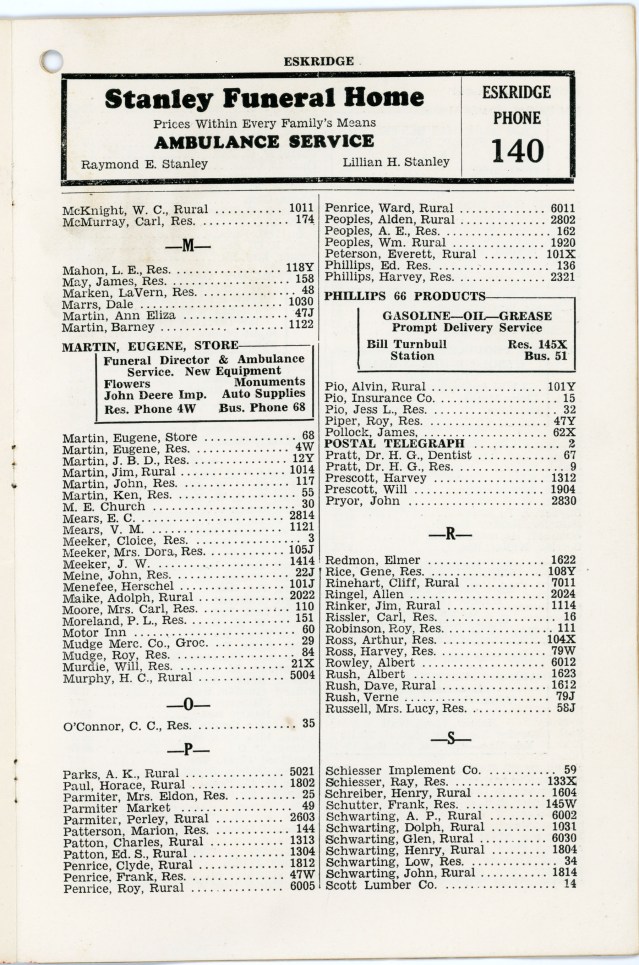 ESKRIDGE
Stanley Funeral Home
Prices Within Every Family's Means
AMBULANCE SERVICE
Raymond E. Stanley Lillian H. Stanley
ESKRIDGE
PHONE
140
McKnight, W. C., Rural .......... 1011
McMurray, Carl, Res. ............ 174
—M—
Mahon, L. E., Res. .............. 118Y
May, James, Res. ................ 158
Marken, LaVern, Res. ............ 48
Marrs, Dale ..................... 1030
Martin, Ann Eliza ............... 47J
Martin, Barney .................. 1122
MARTIN, EUGENE, STORE
Funeral Director & Ambulance
Service. New Equipment
Flowers Monuments
John Deere Imp. Auto Supplies
Res. Phone 4W Bus. Phone 68
Martin, Eugene, Store ........... 68
Martin, Eugene, Res. ............ 4W
Martin, J. B. D., Res. .......... 12Y
Martin, Jim, Rural .............. 1014
Martin, John, Res. .............. 117
Martin, Ken, Res. ............... 55
M. E. Church .................... 30
Mears, E. C. .................... 2814
Mears, V. M. .................... 1121
Meeker, Cloice, Res. ............ 3
Meeker, Mrs. Dora, Res. ......... 105J
Meeker, J. W. ................... 1414
Meine, John, Res. ............... 22J
Menefee, Herschel ............... 101J
Maike, Adolph, Rural ............ 2022
Moore, Mrs. Carl, Res. .......... 110
Moreland, P. L., Res. ........... 151
Motor Inn ....................... 60
Mudge Merc. Co., Groc. .......... 29
Mudge, Roy, Res. ................ 84
Murdie, Will, Res. .............. 21X
Murphy, H. C., Rural ............ 5004
—O—
O'Connor, C. C., Res. ........... 35
—P—
Parks, A. K., Rural ............. 5021
Paul, Horace, Rural ............. 1802
Parmiter, Mrs. Eldon, Res. ...... 25
Parmiter Market ................. 49
Parmiter, Perley, Rural ......... 2603
Patterson, Marion, Res. ......... 144
Patton, Charles, Rural .......... 1313
Patton, Ed. S., Rural ........... 1304
Penrice, Clyde, Rural ........... 1812
Penrice, Frank, Res. ............ 47W
Penrice, Roy, Rural ............. 6005
Penrice, Ward, Rural ............ 6011
Peoples, Alden, Rural ........... 2802
Peoples, A. E., Res. ............ 162
Peoples, Wm. Rural .............. 1920
Peterson, Everett, Rural ........ 101X
Phillips, Ed. Res. .............. 136
Phillips, Harvey, Res. .......... 2321
PHILLIPS 66 PRODUCTS
GASOLINE—OIL—GREASE
Prompt Delivery Service
Bill Turnbull Res. 145X
Station Bus. 51
Pio, Alvin, Rural ............... 101Y
Pio, Insurance Co. .............. 15
Pio, Jess L., Res. .............. 32
Piper, Roy, Res. ................ 47Y
Pollock, James, ................. 62X
POSTAL TELEGRAPH ................ 2
Pratt, Dr. H. G., Dentist ....... 67
Pratt, Dr. H. G., Res. .......... 9
Prescott, Harvey ................ 1312
Prescott, Will .................. 1904
Pryor, John ..................... 2830
—R—
Redmon, Elmer ................... 1622
Rice, Gene, Res. ................ 108Y
Rinehart, Cliff, Rural .......... 7011
Ringel, Allen ................... 2024
Rinker, Jim, Rural .............. 1114
Rissler, Carl, Res. ............. 16
Robinson, Roy, Res. ............. 111
Ross, Arthur, Res. .............. 104X
Ross, Harvey, Res. .............. 79W
Rowley, Albert .................. 6012
Rush, Albert .................... 1623
Rush, Dave, Rural ............... 1612
Rush, Verne ..................... 79J
Russell, Mrs. Lucy, Res. ........ 58J
—S—
Schiesser Implement Co. ......... 59
Schiesser, Ray, Res. ............ 133X
Schreiber, Henry, Rural ......... 1604
Schutter, Frank, Res. ........... 145W
Schwarting, A. P., Rural ........ 6002
Schwarting, Dolph, Rural ........ 1031
Schwarting, Glen, Rural ......... 6030
Schwarting, Henry, Rural ........ 1804
Schwarting, Low, Res. ........... 34
Schwarting, John, Rural ......... 1814
Scott Lumber Co. ................ 14